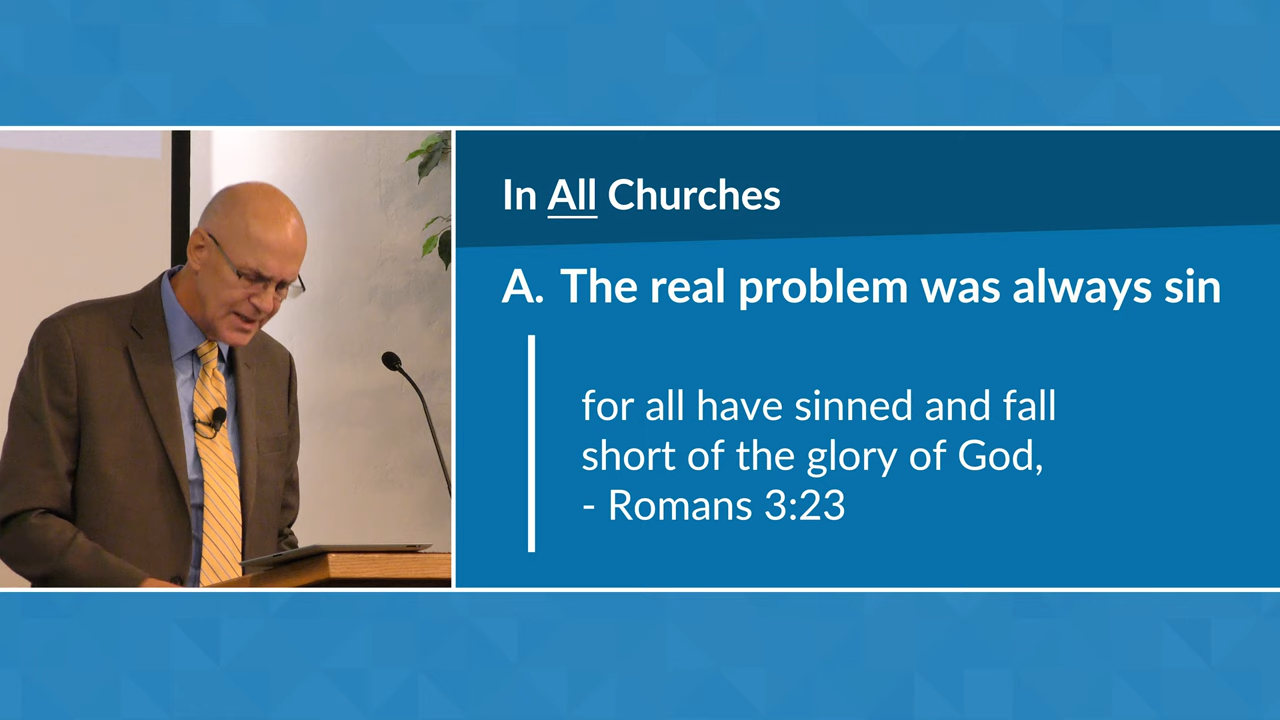 In All Churches
A. The real problem was always sin
for all have sinned and fall
short of the glory of God,
- Romans 3:23